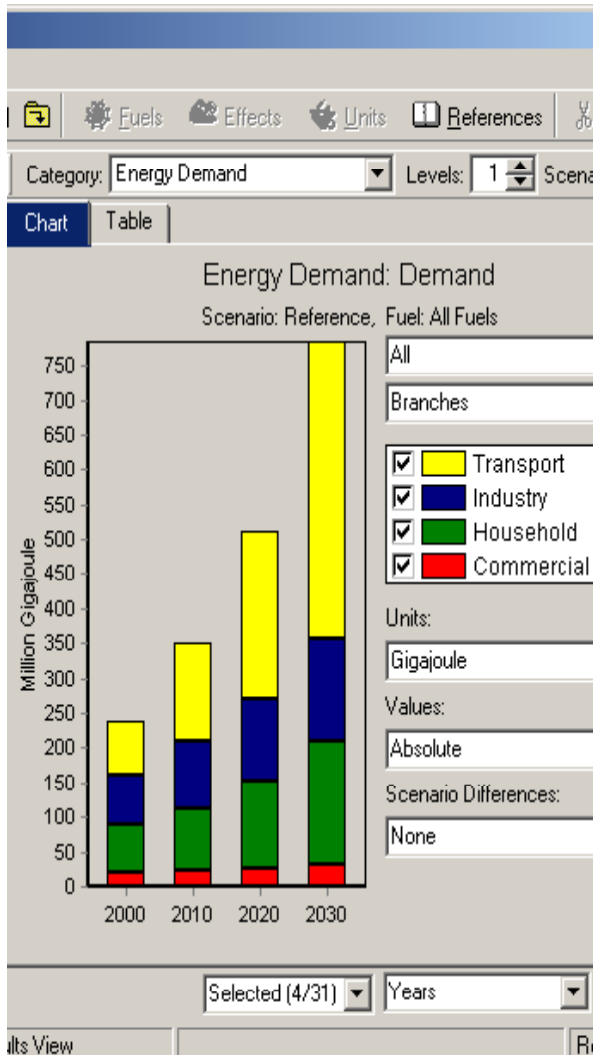 Fuels Effects Units References
Category: Energy Demand Levels: 1 Scena
Chart Table
Energy Demand: Demand
Scenario: Reference, Fuel: All Fuels
All
Branches
Transport
Industry
Household
Commercial
Units:
Gigajoule
Values:
Absolute
Scenario Differences:
None
Million Gigajoule
750
700
650
600
550
500
450
400
350
300
250
200
150
100
50
0
2000 2010 2020 2030
Selected (4/31) Years
ults View R